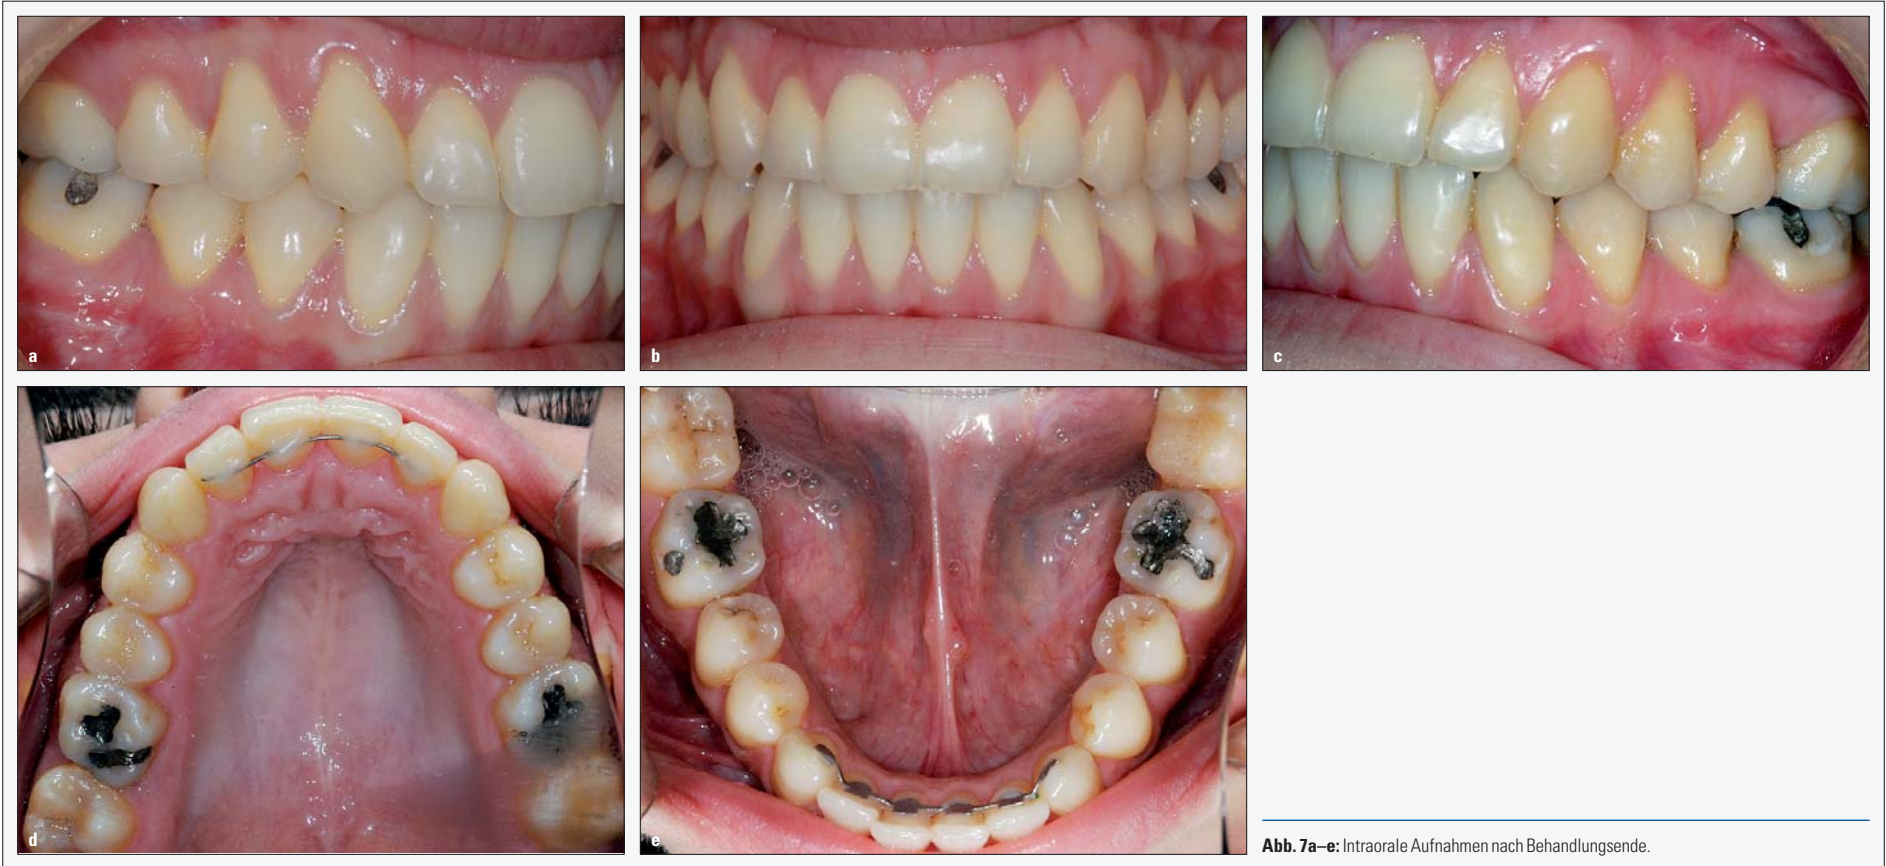 a
b
c
d
e
Abb. 7a–e: Intraorale Aufnahmen nach Behandlungsende.